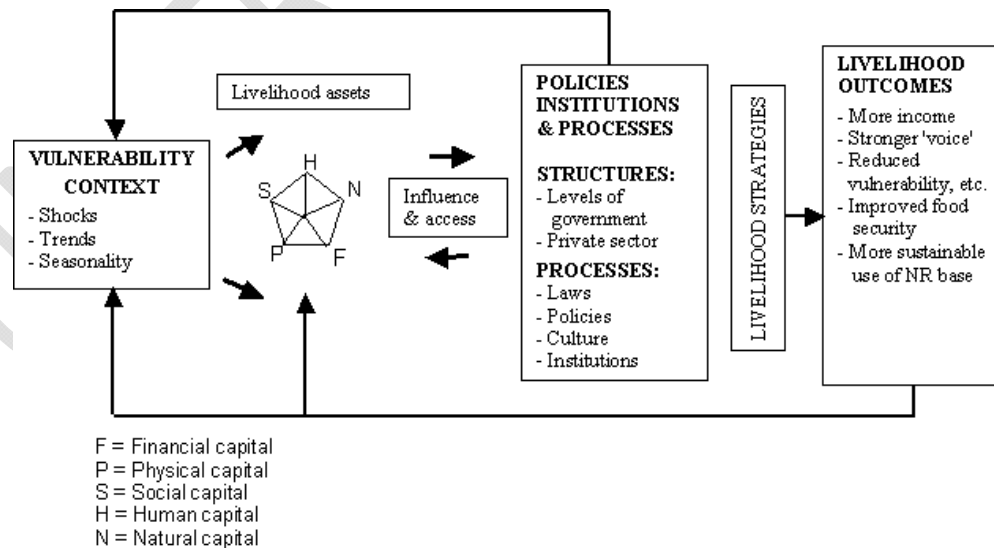 Livelihood assets
VULNERABILITY
CONTEXT
- Shocks
- Trends
- Seasonality
H
S
N
P
F
Influence
& access
POLICIES
INSTITUTIONS
& PROCESSES
STRUCTURES:
- Levels of
government
- Private sector
PROCESSES:
- Laws
- Policies
- Culture
- Institutions
LIVELIHOOD STRATEGIES
LIVELIHOOD
OUTCOMES
- More income
- Stronger 'voice'
- Reduced
vulnerability, etc.
- Improved food
security
- More sustainable
use of NR base
F = Financial capital
P = Physical capital
S = Social capital
H = Human capital
N = Natural capital